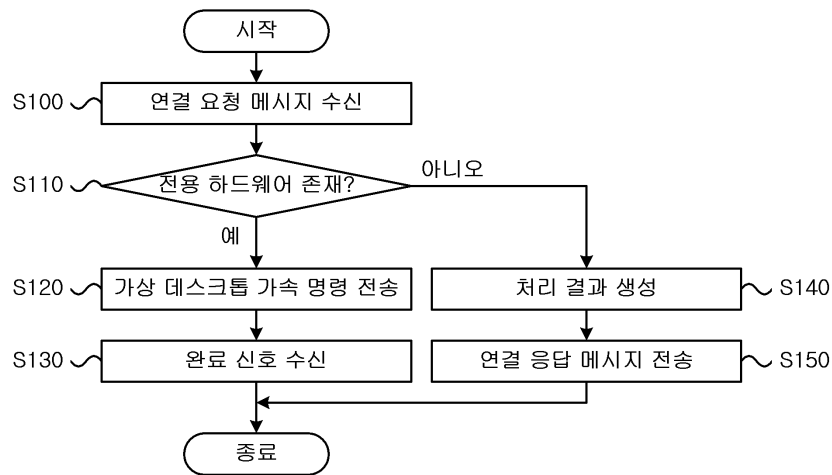 시작
S100 연결 요청 메시지 수신
S110 전용 하드웨어 존재? 아니오
예
S120 가상 데스크톱 가속 명령 전송 처리 결과 생성 S140
S130 완료 신호 수신 연결 응답 메시지 전송 S150
종료